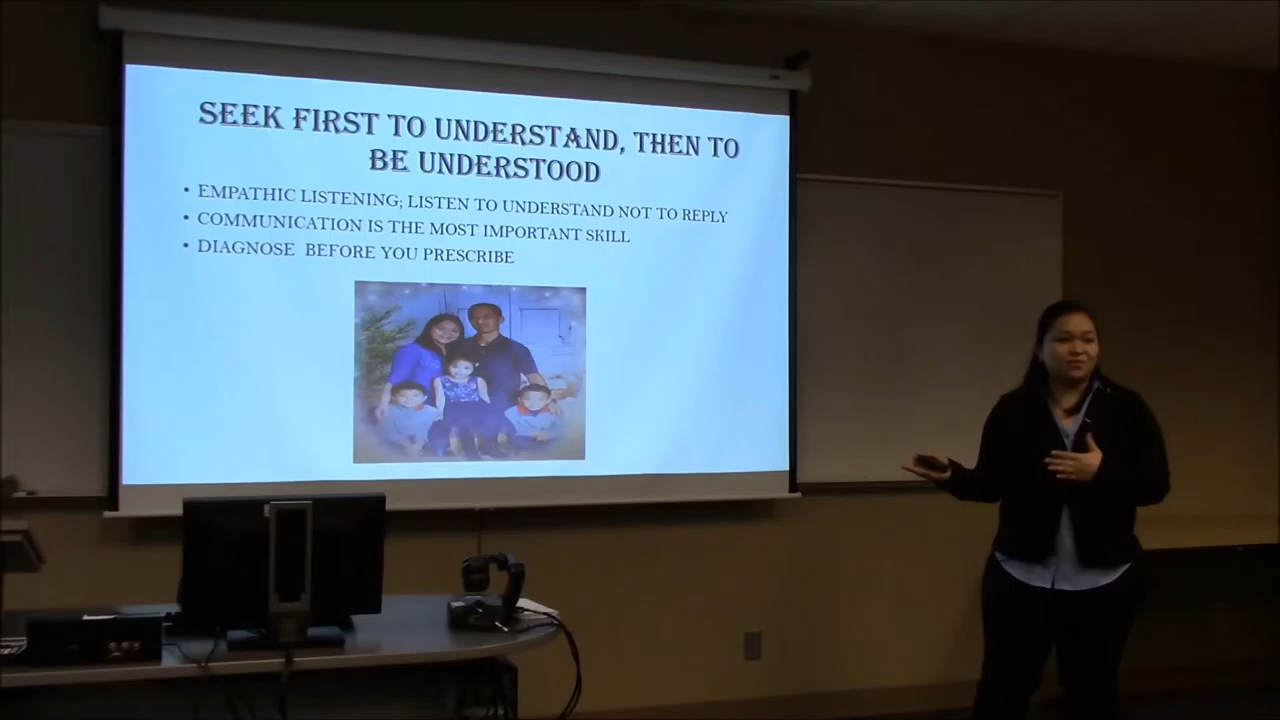 SEEK FIRST TO UNDERSTAND, THEN TO
BE UNDERSTOOD
• EMPATHIC LISTENING; LISTEN TO UNDERSTAND NOT TO REPLY
• COMMUNICATION IS THE MOST IMPORTANT SKILL
• DIAGNOSE BEFORE YOU PRESCRIBE